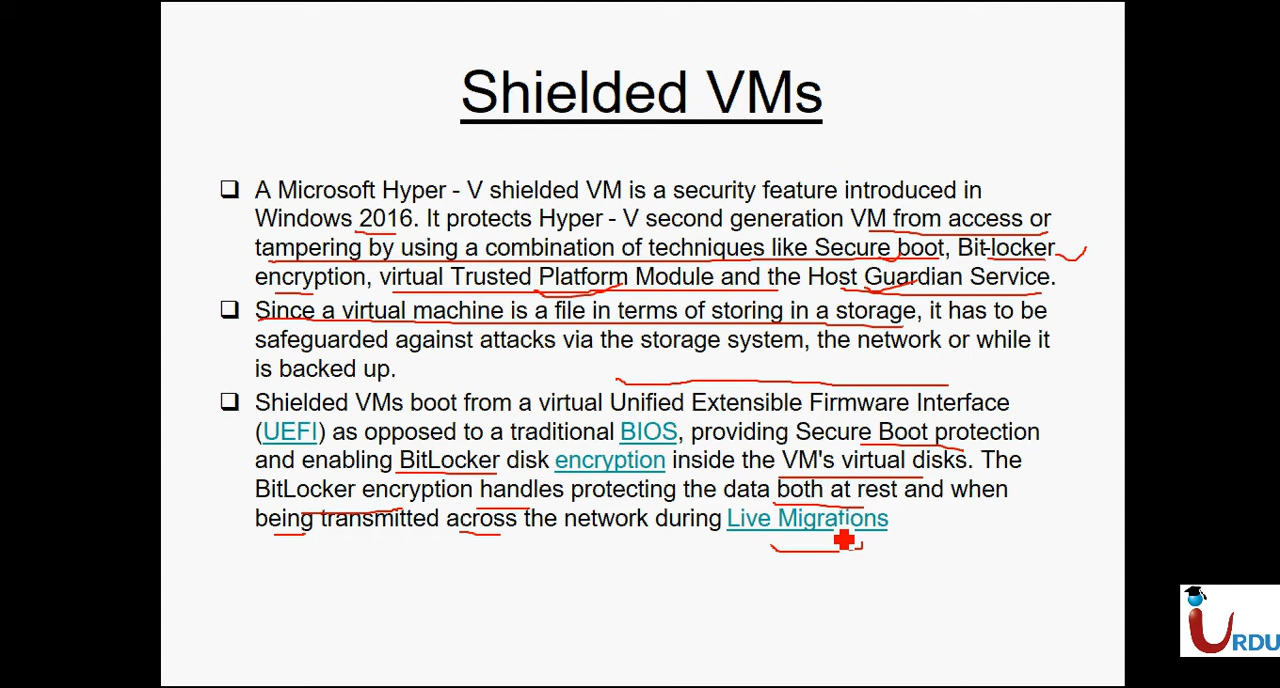 Shielded VMs
❑ A Microsoft Hyper - V shielded VM is a security feature introduced in
Windows 2016. It protects Hyper - V second generation VM from access or
tampering by using a combination of techniques like Secure boot, Bit-locker
encryption, virtual Trusted Platform Module and the Host Guardian Service.
❑ Since a virtual machine is a file in terms of storing in a storage, it has to be
safeguarded against attacks via the storage system, the network or while it
is backed up.
❑ Shielded VMs boot from a virtual Unified Extensible Firmware Interface
(UEFI) as opposed to a traditional BIOS, providing Secure Boot protection
and enabling BitLocker disk encryption inside the VM's virtual disks. The
BitLocker encryption handles protecting the data both at rest and when
being transmitted across the network during Live Migrations
iURDU